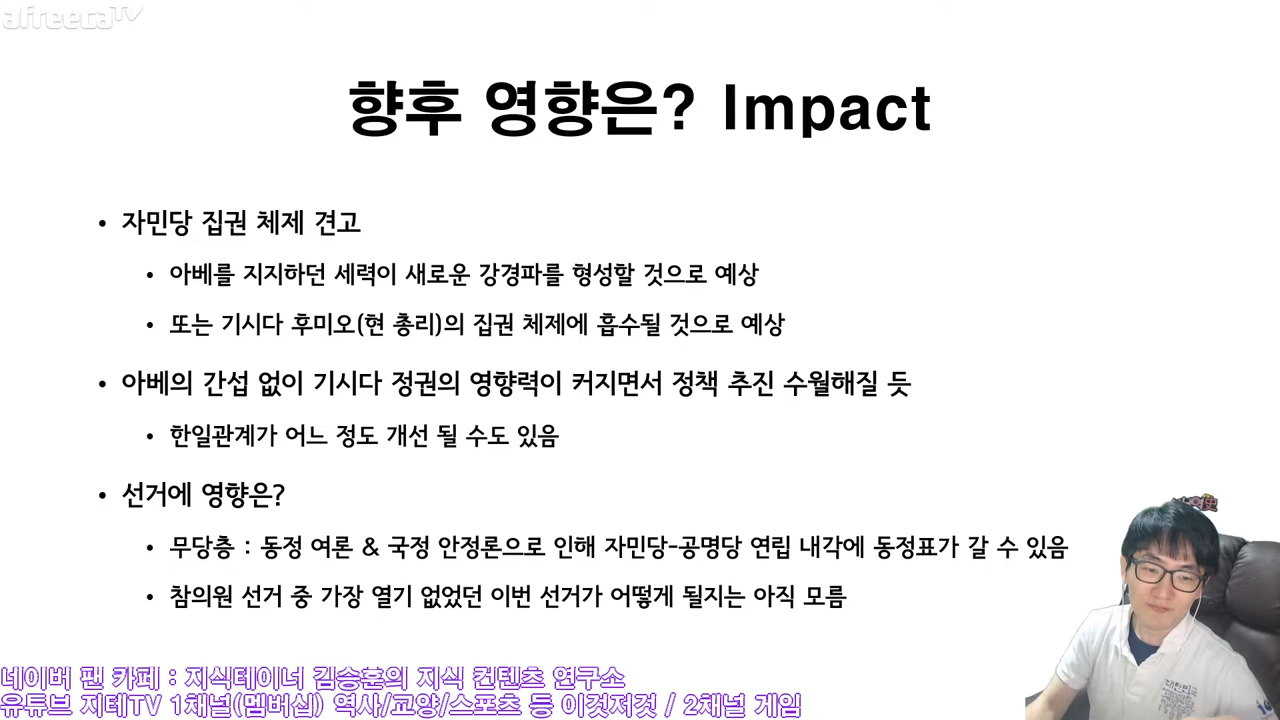 afreecaTV
향후 영향은? Impact
• 자민당 집권 체제 견고
• 아베를 지지하던 세력이 새로운 강경파를 형성할 것으로 예상
• 또는 기시다 후미오(현 총리)의 집권 체제에 흡수될 것으로 예상
• 아베의 간섭 없이 기시다 정권의 영향력이 커지면서 정책 추진 수월해질 듯
• 한일관계가 어느 정도 개선 될 수도 있음
• 선거에 영향은?
• 무당층 : 동정 여론 & 국정 안정론으로 인해 자민당-공명당 연립 내각에 동정표가 갈 수 있음
• 참의원 선거 중 가장 열기 없었던 이번 선거가 어떻게 될지는 아직 모름
대한민국
네이버 팬 카페 : 지식테이너 김승훈의 지식 컨텐츠 연구소
유튜브 지테TV 1채널(멤버십) 역사/교양/스포츠 등 이것저것 / 2채널 게임